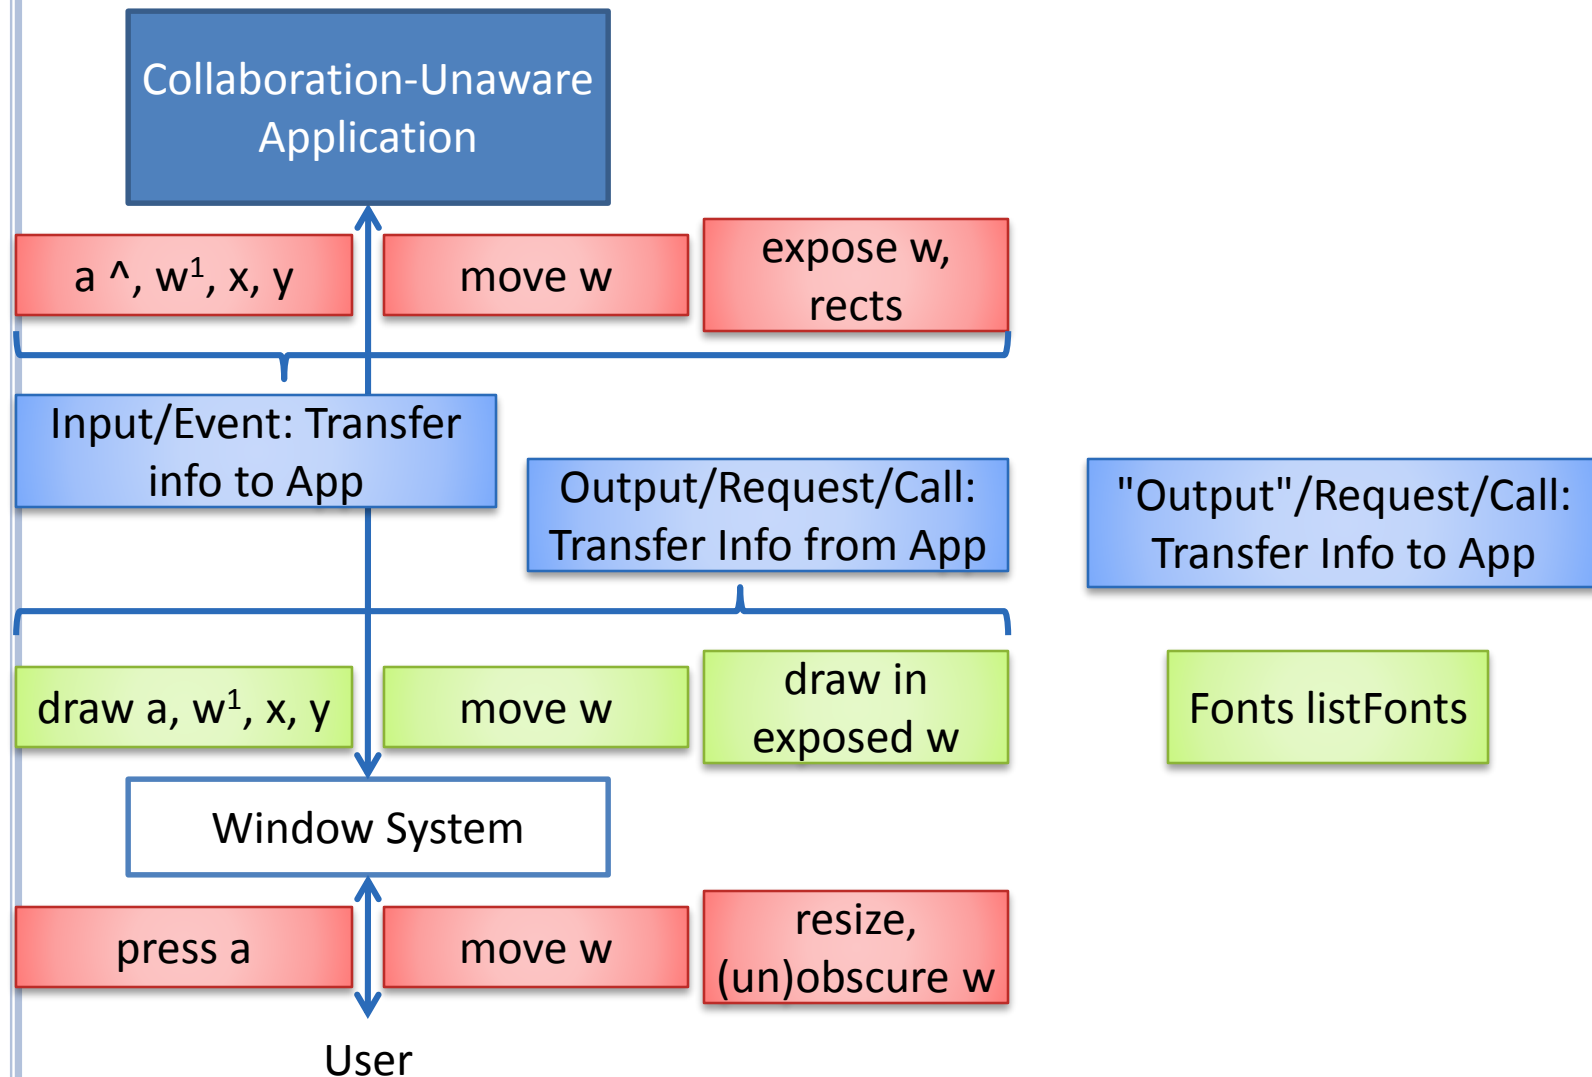 Collaboration-Unaware
Application
a ^, w¹, x, y
move w
expose w,
rects
Input/Event: Transfer
info to App
Output/Request/Call:
Transfer Info from App
"Output"/Request/Call:
Transfer Info to App
draw a, w¹, x, y
move w
draw in
exposed w
Fonts listFonts
Window System
press a
move w
resize,
(un)obscure w
User